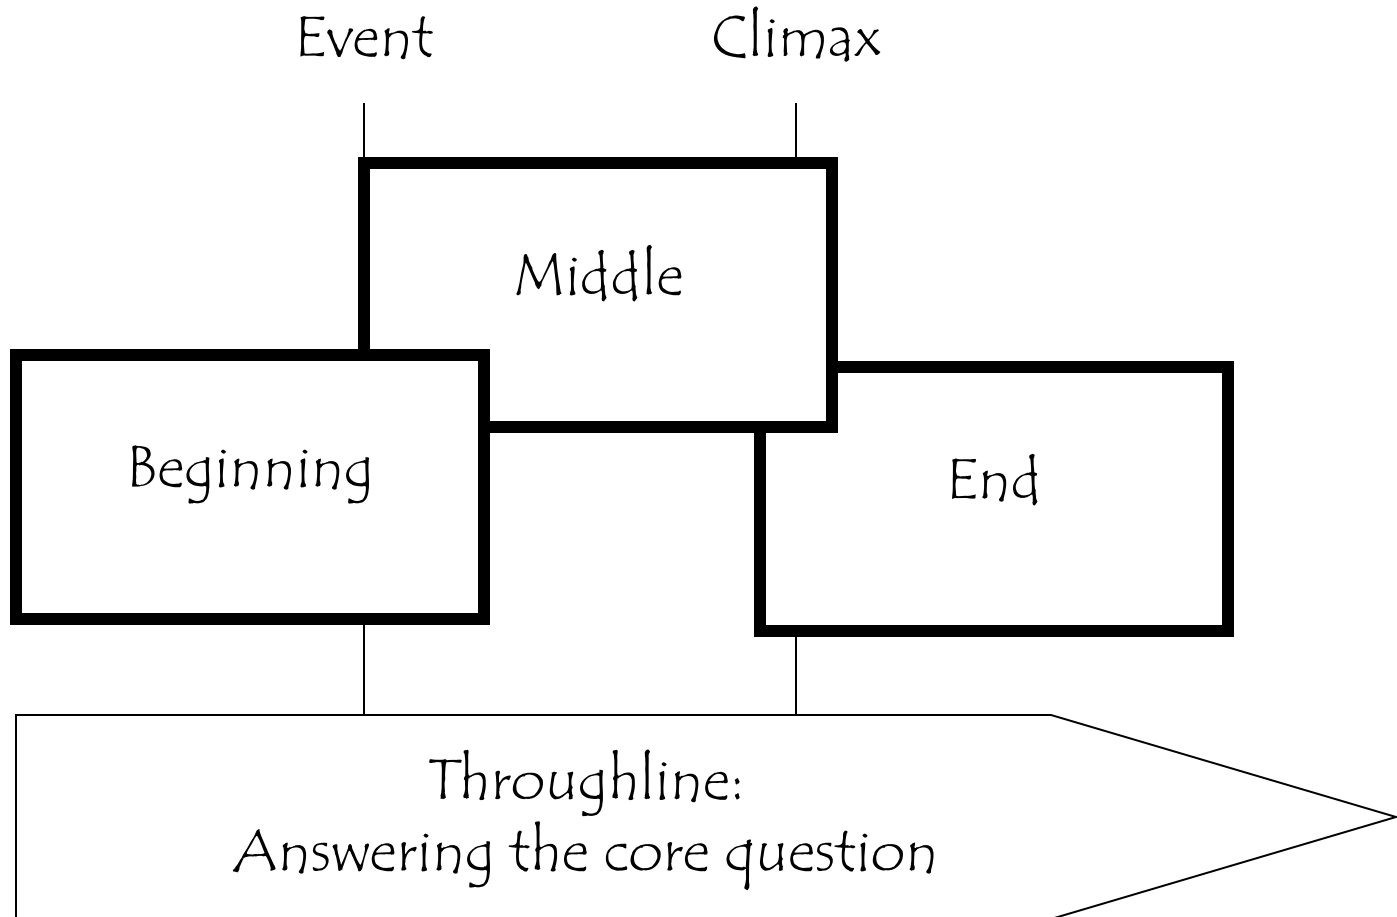 Event
Climax
Middle
Beginning
End
Throughline:
Answering the core question